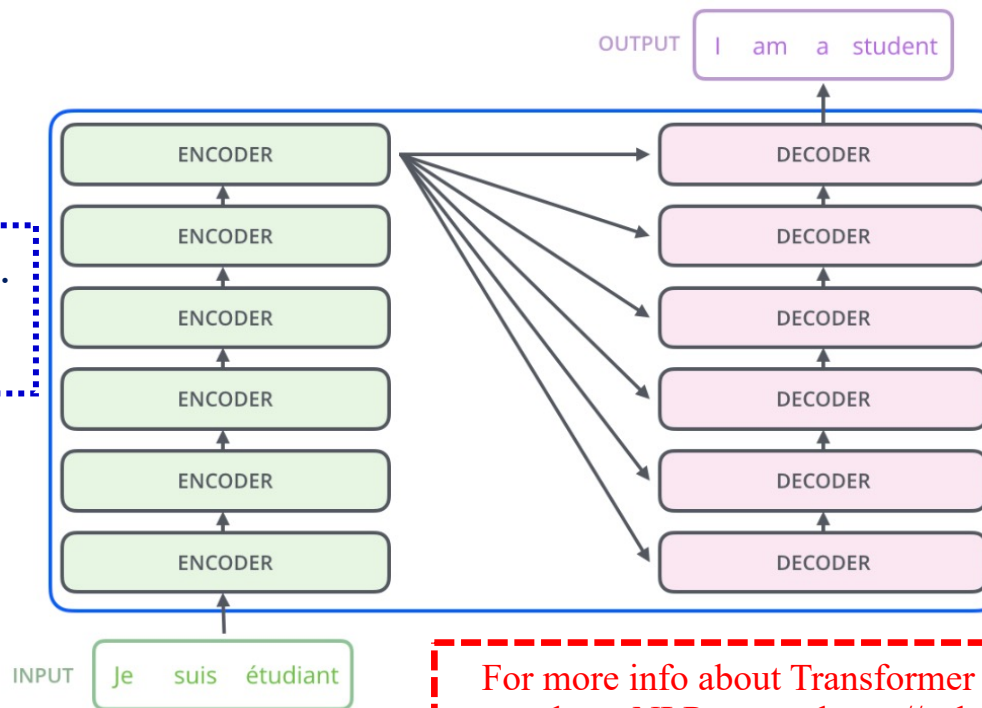 OUTPUT I am a student
ENCODER DECODER
ENCODER DECODER
.
ENCODER DECODER
ENCODER DECODER
ENCODER DECODER
ENCODER DECODER
INPUT Je suis étudiant
For more info about Transformer